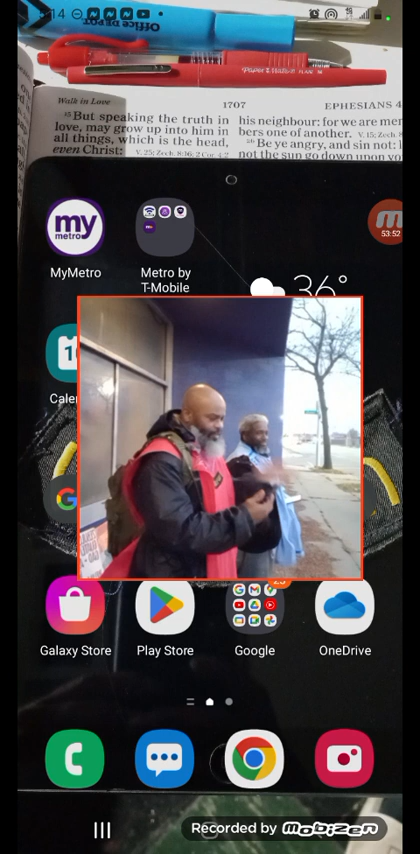 OFFICE DEPOT
Paper Mate
Walk in Love
1707
EPHESIANS 4
15 But speaking the truth in
love, may grow up into him in
all things, which is the head,
even Christ:
his neighbour: for we are mem
bers one of another.
26 Be ye angry, and sin not: l
not the sun go down upon yo
my
metro
53:52
MyMetro
Metro by
T-Mobile
36°
Caler
G
23
Galaxy Store
Play Store
Google
OneDrive
Recorded by mobizen